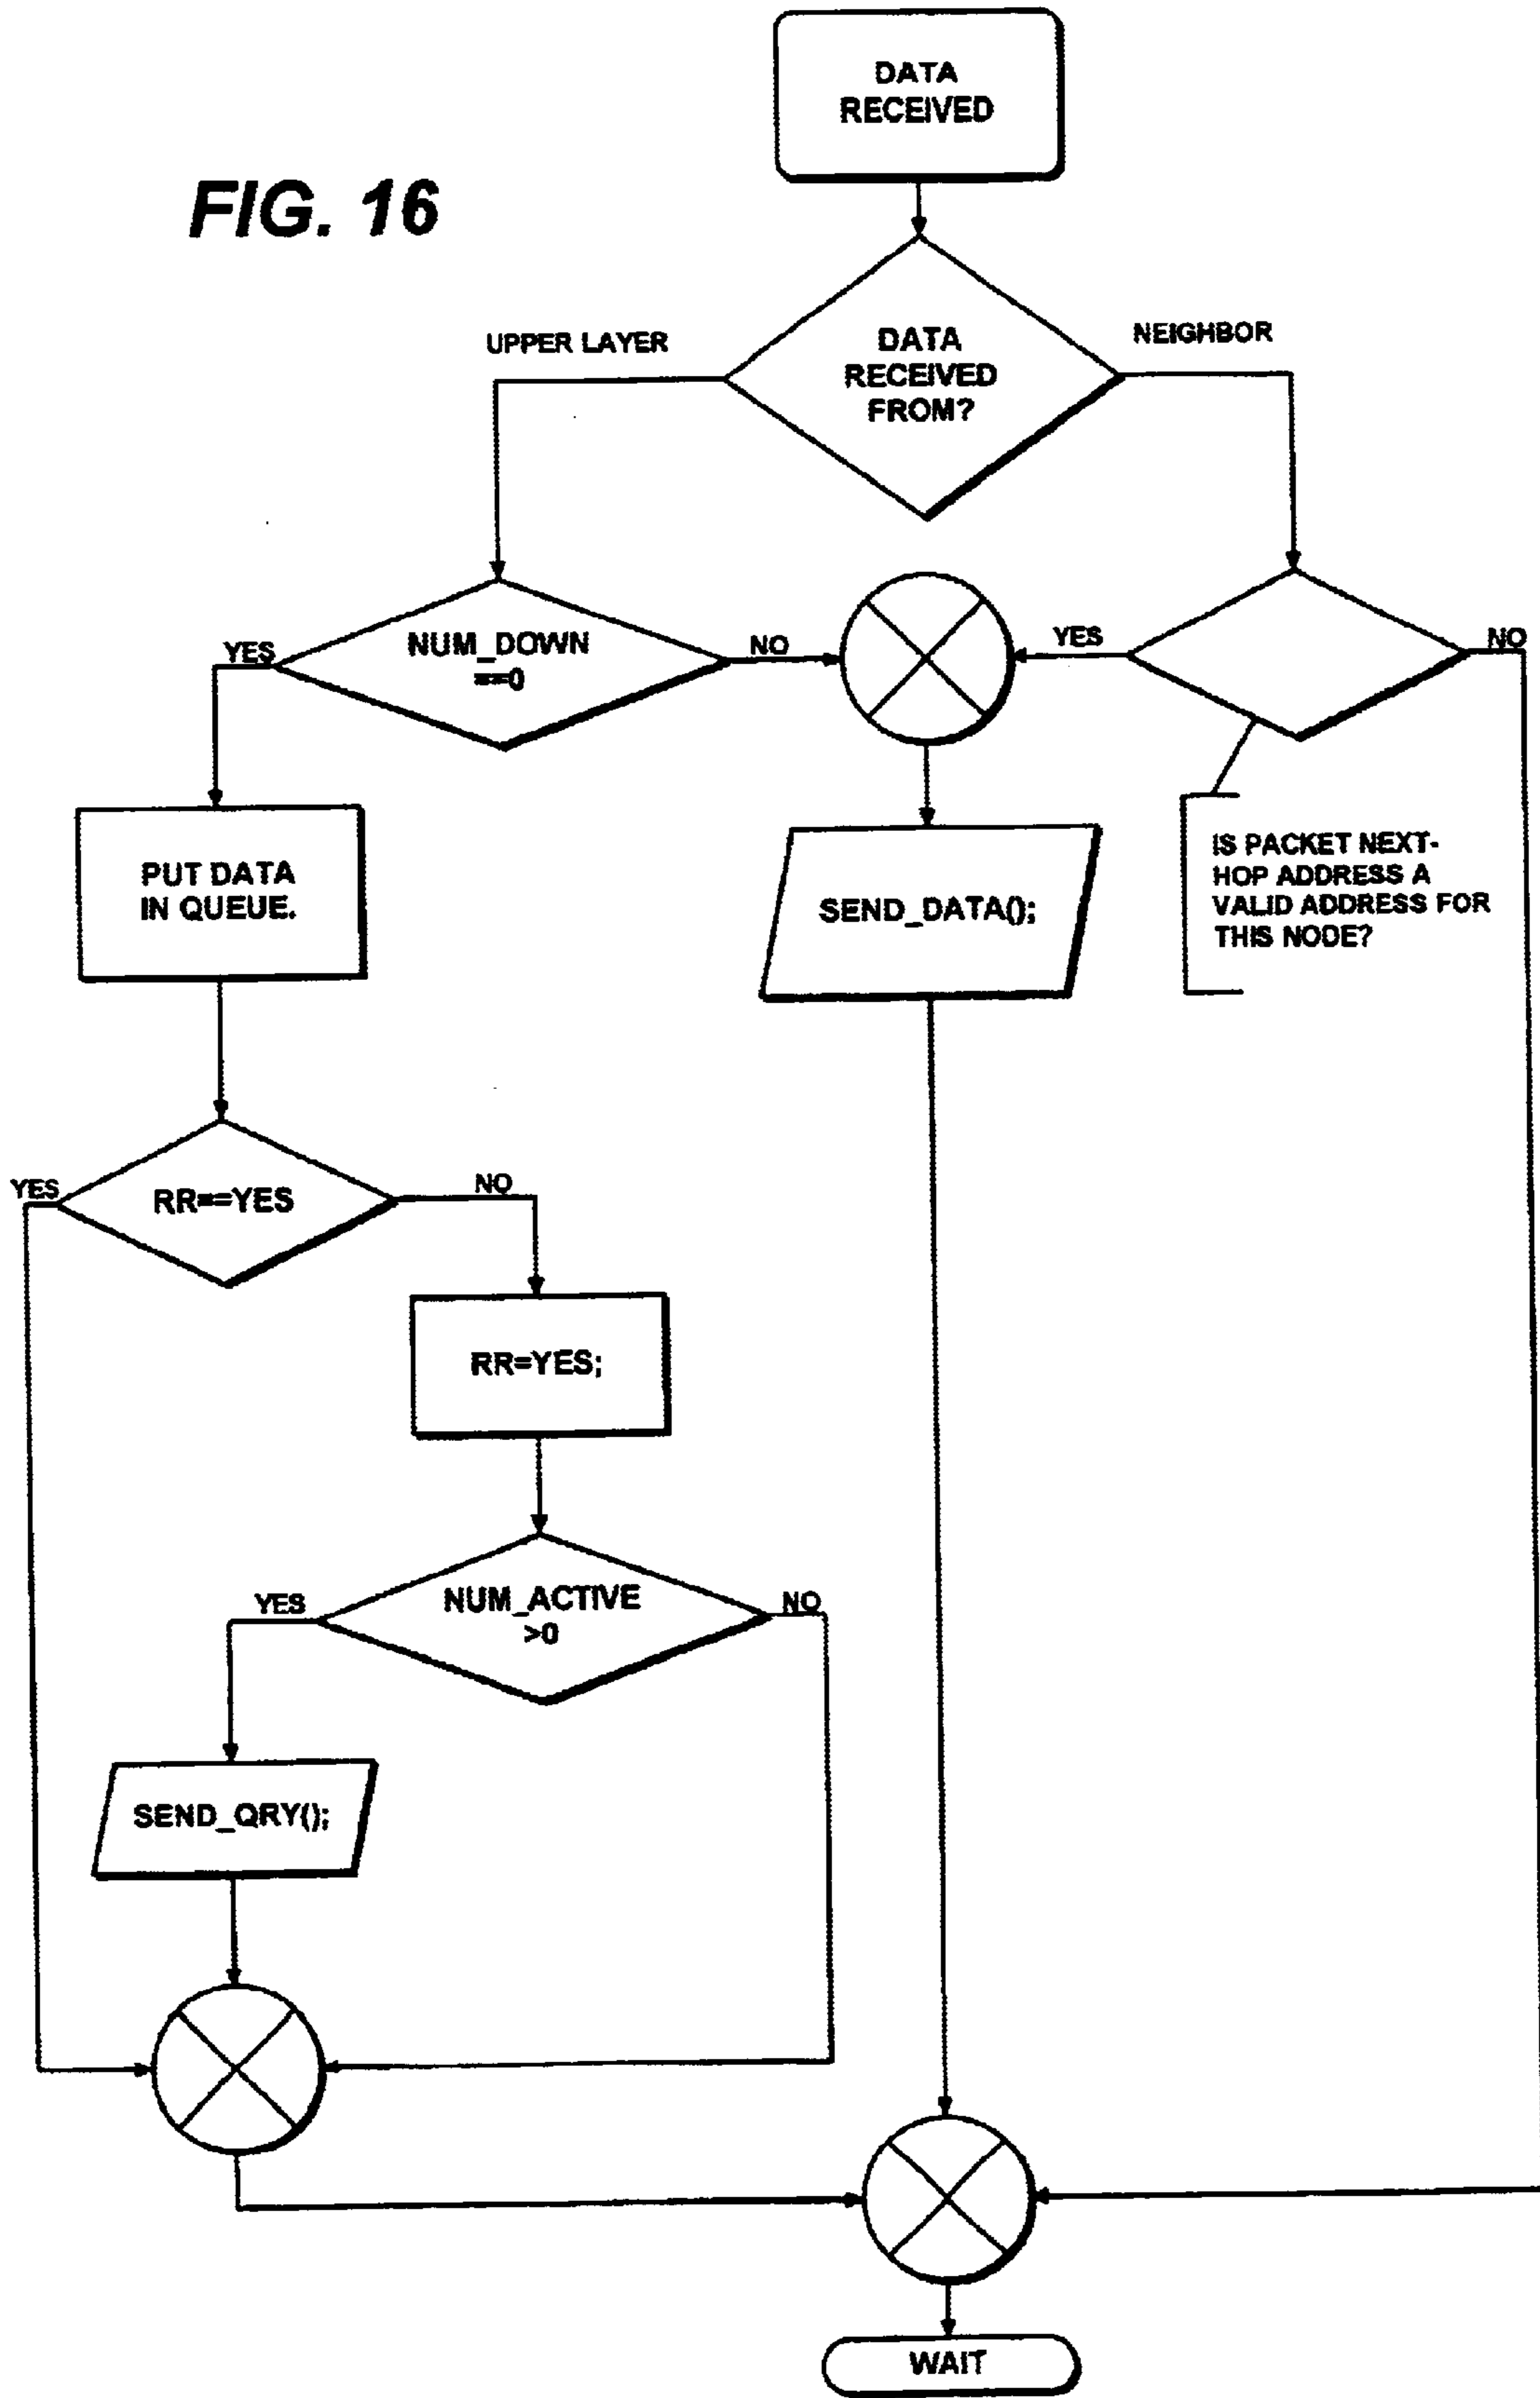 DATA
RECEIVED
FIG. 16
UPPER LAYER
DATA
RECEIVED
FROM?
NEIGHBOR
YES
NUM_DOWN
==0
NO
YES
NO
PUT DATA
IN QUEUE.
SEND_DATA();
IS PACKET NEXT-
HOP ADDRESS A
VALID ADDRESS FOR
THIS NODE?
YES
RR==YES
NO
RR=YES;
YES
NUM_ACTIVE
>0
NO
SEND_QRY();
WAIT